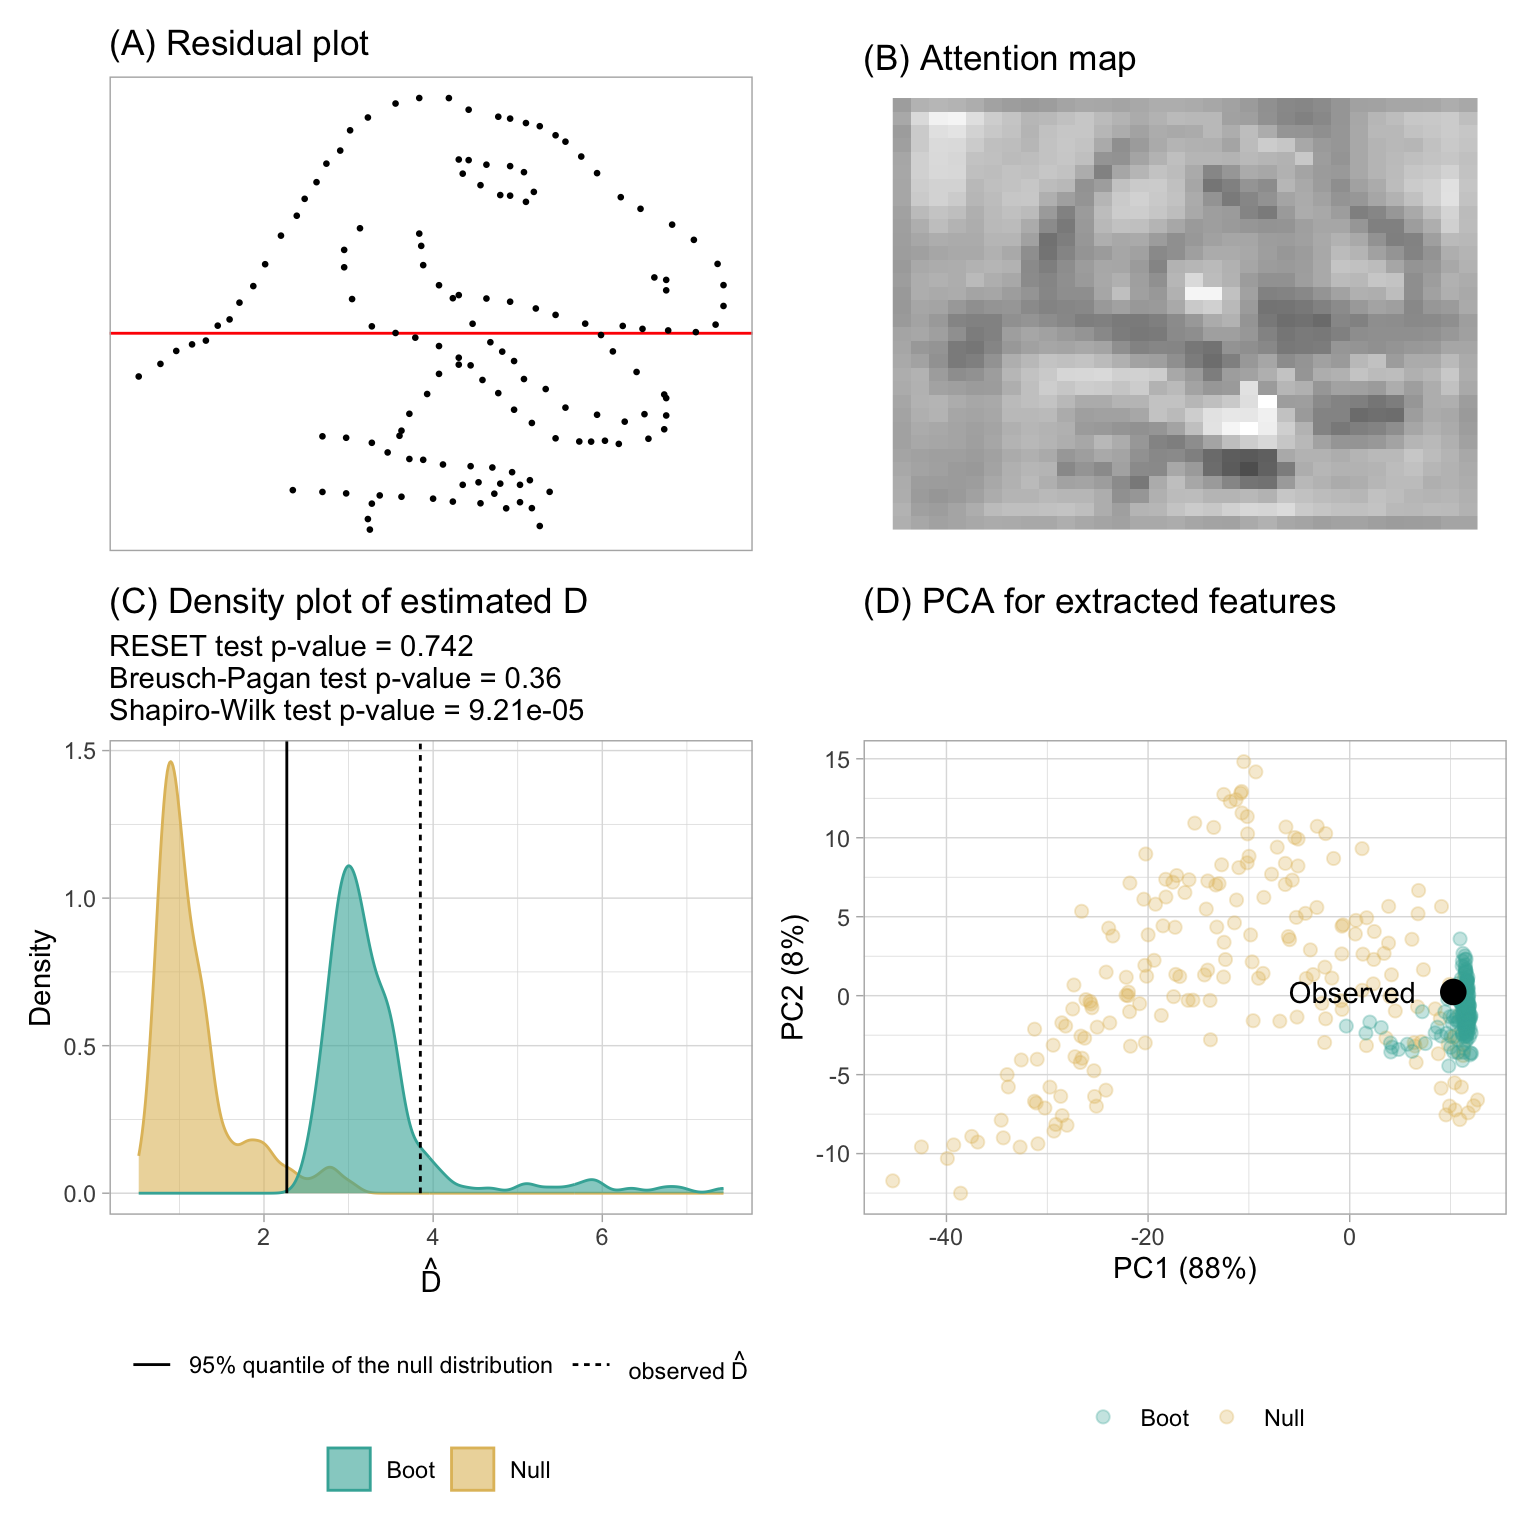 (A) Residual plot
(B) Attention map
(C) Density plot of estimated D
RESET test p-value = 0.742
Breusch-Pagan test p-value = 0.36
Shapiro-Wilk test p-value = 9.21e-05
1.5
1.0
0.5
0.0
Density
2 4 6
D̂
95% quantile of the null distribution observed D̂
Boot Null
(D) PCA for extracted features
15
10
5
0
-5
-10
PC2 (8%)
Observed
-40 -20 0
PC1 (88%)
Boot Null